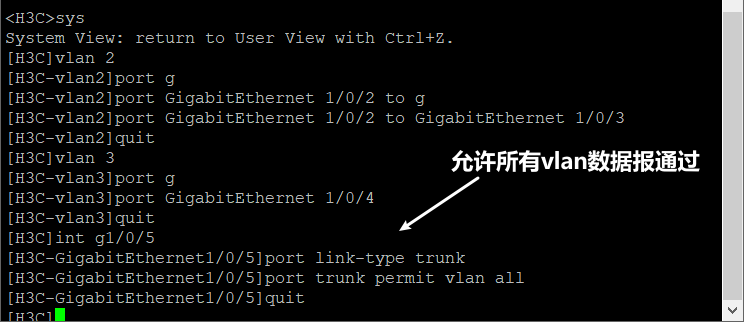 <H3C>sys
System View: return to User View with Ctrl+Z.
[H3C]vlan 2
[H3C-vlan2]port g
[H3C-vlan2]port GigabitEthernet 1/0/2 to g
[H3C-vlan2]port GigabitEthernet 1/0/2 to GigabitEthernet 1/0/3
[H3C-vlan2]quit
[H3C]vlan 3
允许所有vlan数据报通过
[H3C-vlan3]port g
[H3C-vlan3]port GigabitEthernet 1/0/4
[H3C-vlan3]quit
[H3C]int g1/0/5
[H3C-GigabitEthernet1/0/5]port link-type trunk
[H3C-GigabitEthernet1/0/5]port trunk permit vlan all
[H3C-GigabitEthernet1/0/5]quit
[H3C]